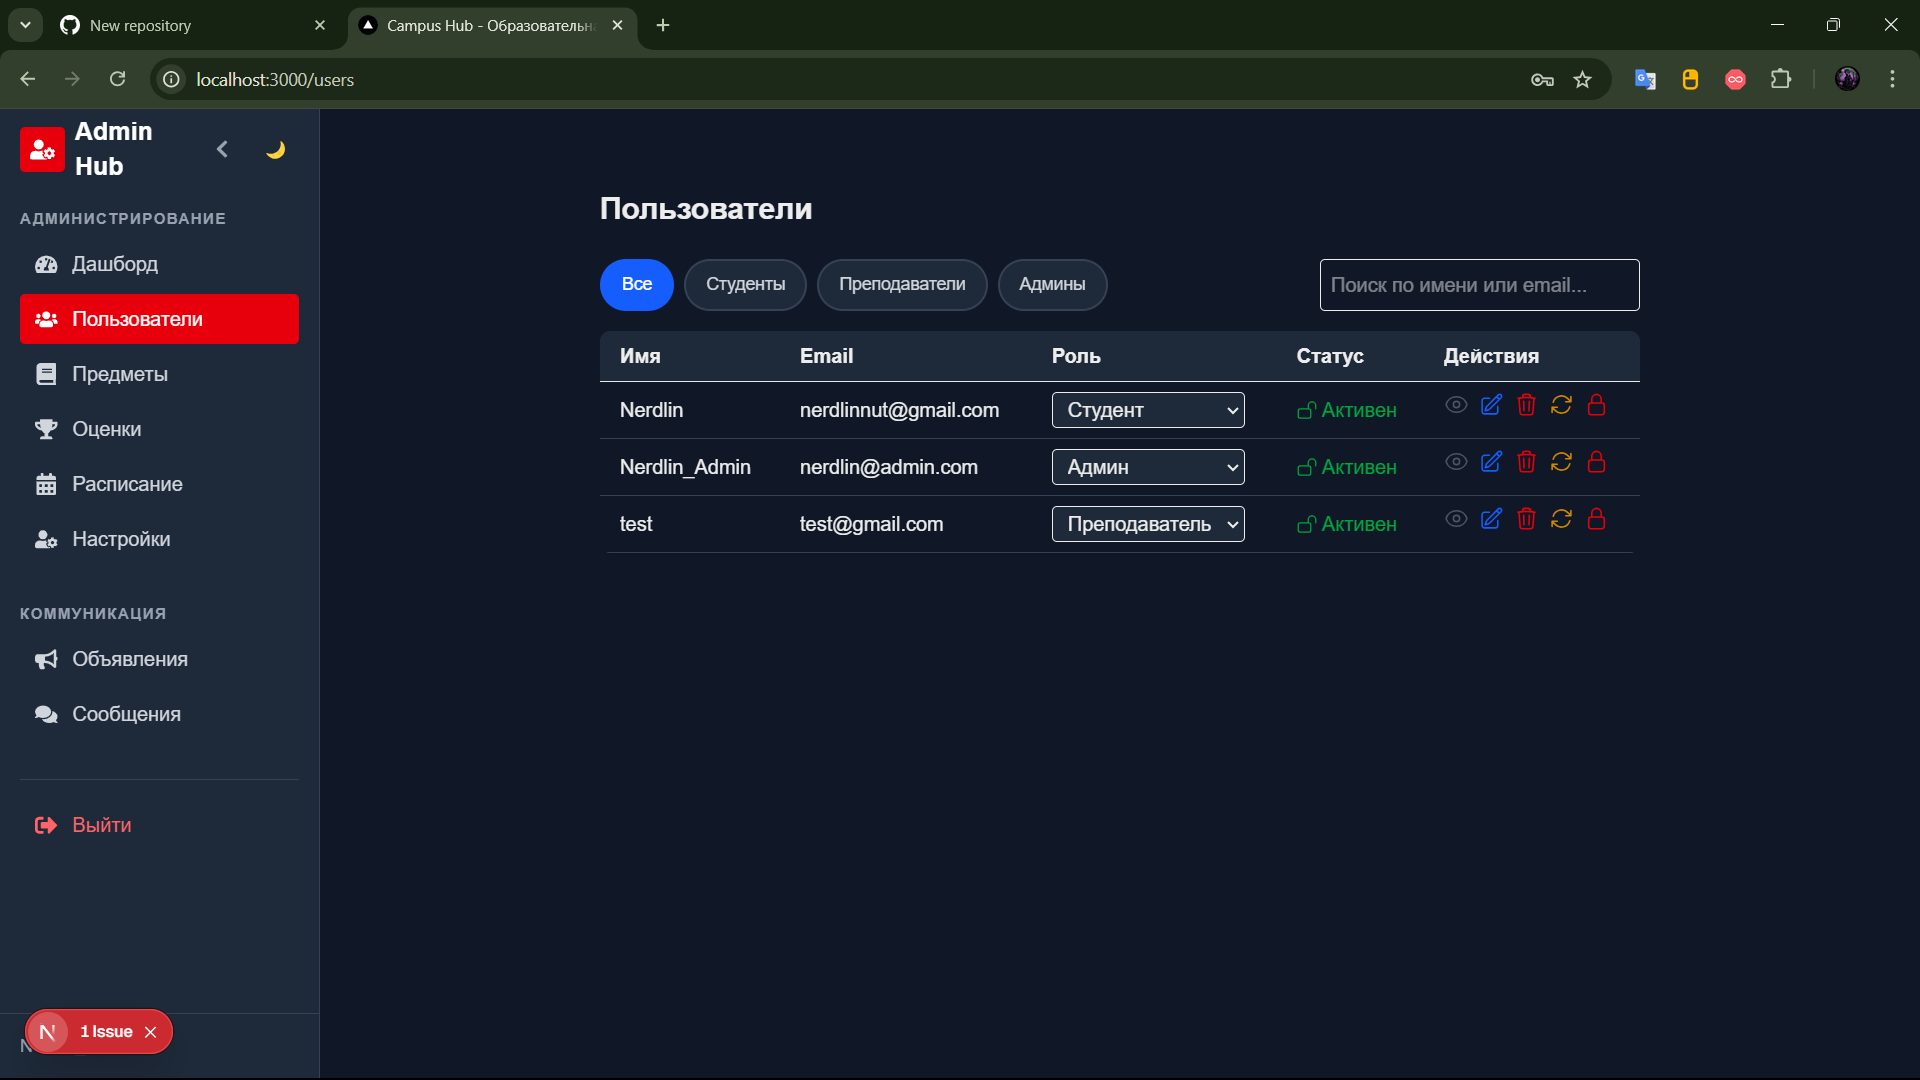 New repository
Campus Hub - Образовательн
localhost:3000/users
Admin
Hub
АДМИНИСТРИРОВАНИЕ
Дашборд
Пользователи
Предметы
Оценки
Расписание
Настройки
КОММУНИКАЦИЯ
Объявления
Сообщения
Выйти
N 1 Issue
Пользователи
Все Студенты Преподаватели Админы Поиск по имени или email...
Имя Email Роль Статус Действия
Nerdlin nerdlinnut@gmail.com Студент Активен
Nerdlin_Admin nerdlin@admin.com Админ Активен
test test@gmail.com Преподаватель Активен